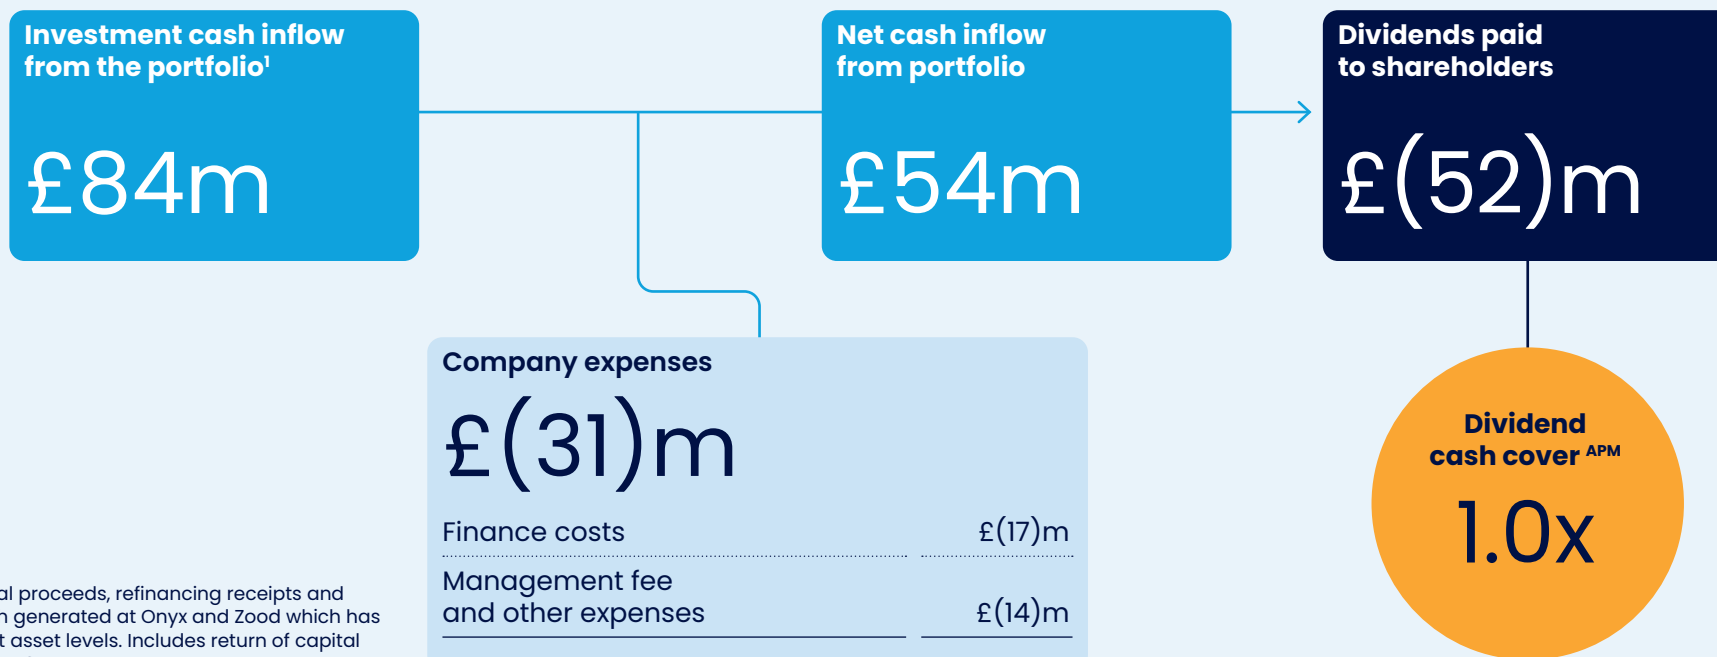 Investment cash inflow
from the portfolio¹
£84m
Net cash inflow
from portfolio
£54m
Dividends paid
to shareholders
£(52)m
Company expenses
£(31)m
Finance costs £(17)m
Management fee
and other expenses £(14)m
Dividend
cash cover APM
1.0x
proceeds, refinancing receipts and
generated at Onyx and Zood which has
asset levels. Includes return of capital